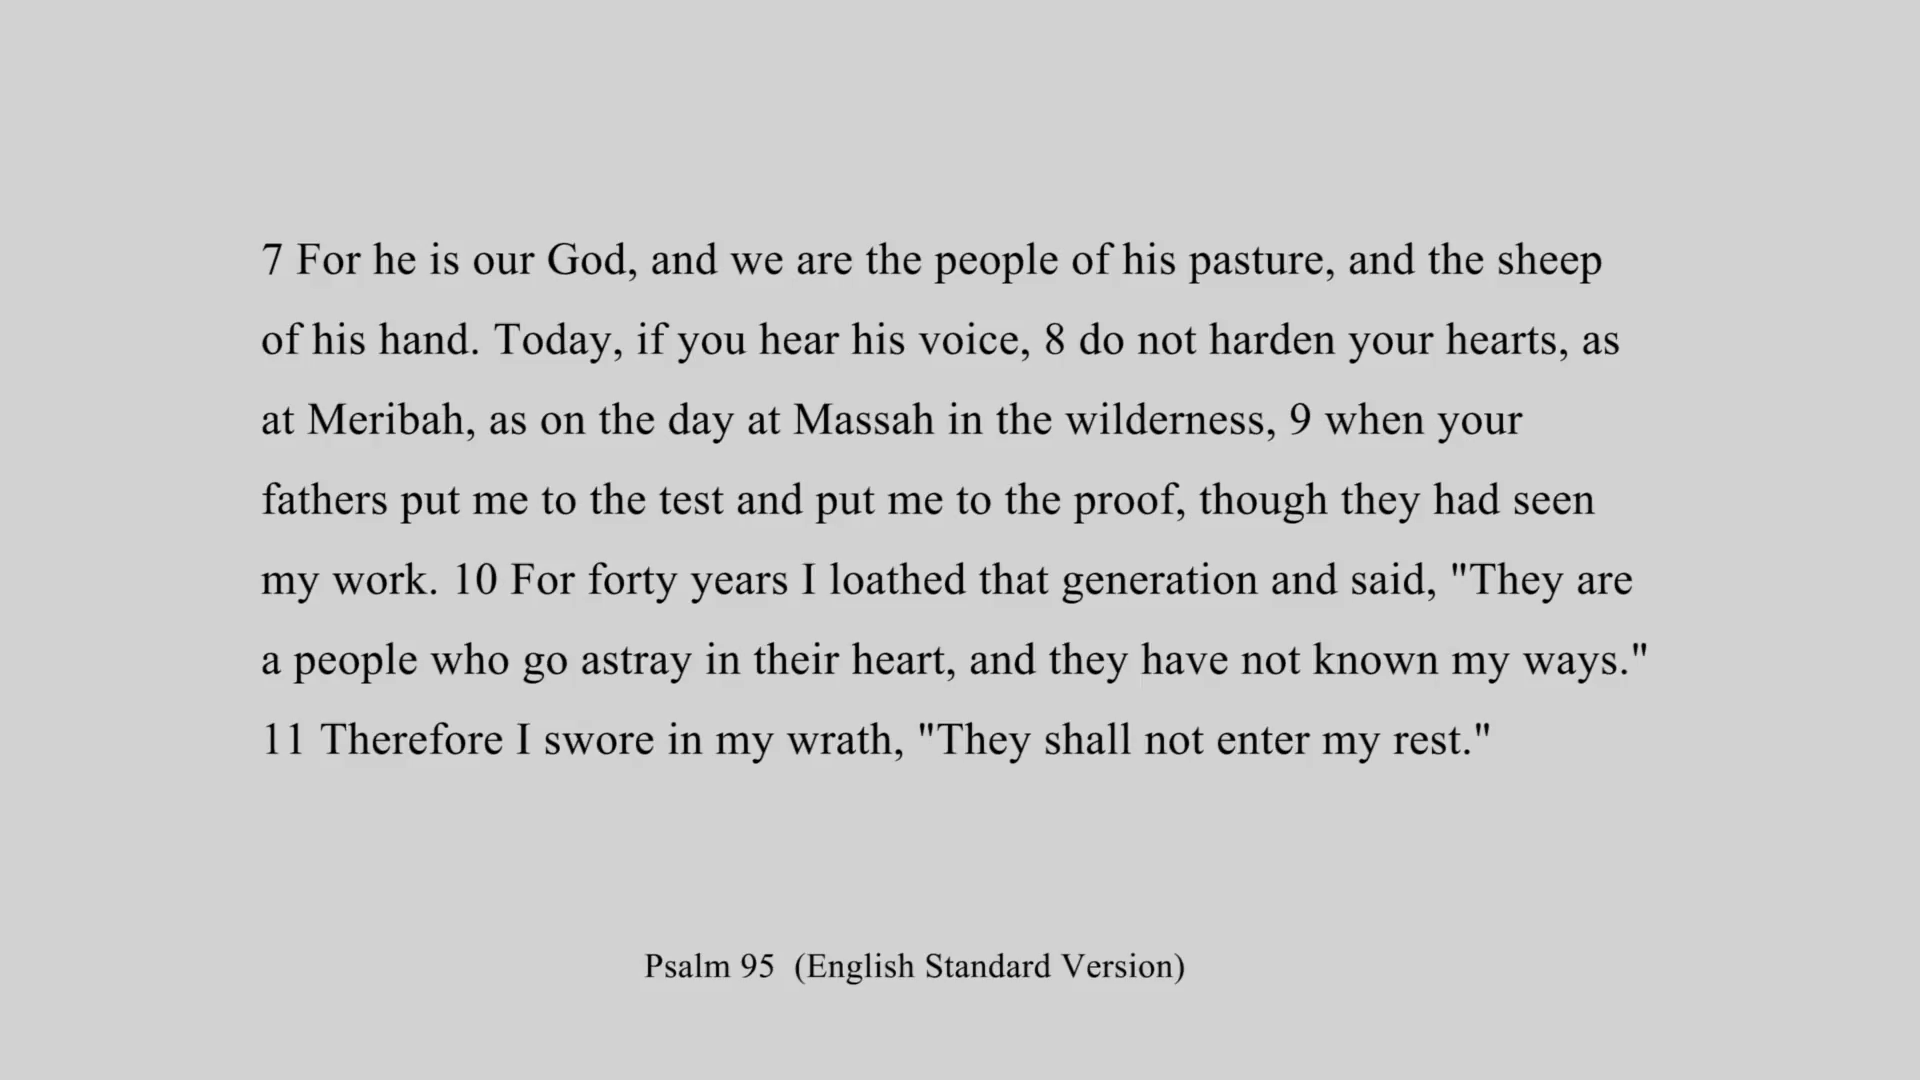 7 For he is our God, and we are the people of his pasture, and the sheep
of his hand. Today, if you hear his voice, 8 do not harden your hearts, as
at Meribah, as on the day at Massah in the wilderness, 9 when your
fathers put me to the test and put me to the proof, though they had seen
my work. 10 For forty years I loathed that generation and said, "They are
a people who go astray in their heart, and they have not known my ways."
11 Therefore I swore in my wrath, "They shall not enter my rest."
Psalm 95  (English Standard Version)